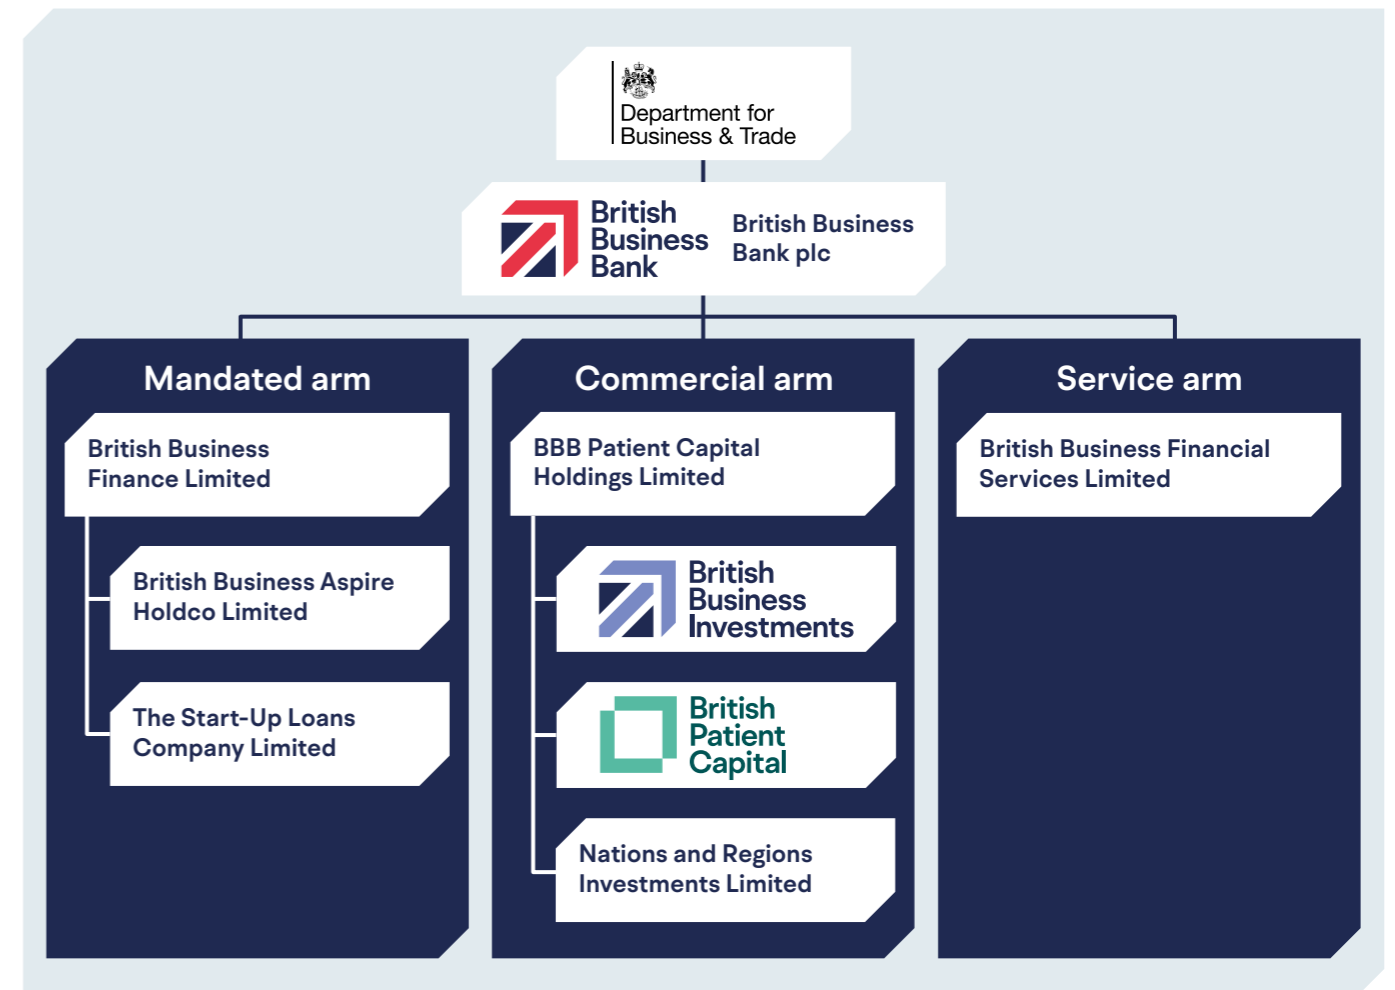 Department for
Business & Trade
British
Business
Bank
British Business
Bank plc
Mandated arm
British Business
Finance Limited
British Business Aspire
Holdco Limited
The Start-Up Loans
Company Limited
Commercial arm
BBB Patient Capital
Holdings Limited
British
Business
Investments
British
Patient
Capital
Nations and Regions
Investments Limited
Service arm
British Business Financial
Services Limited